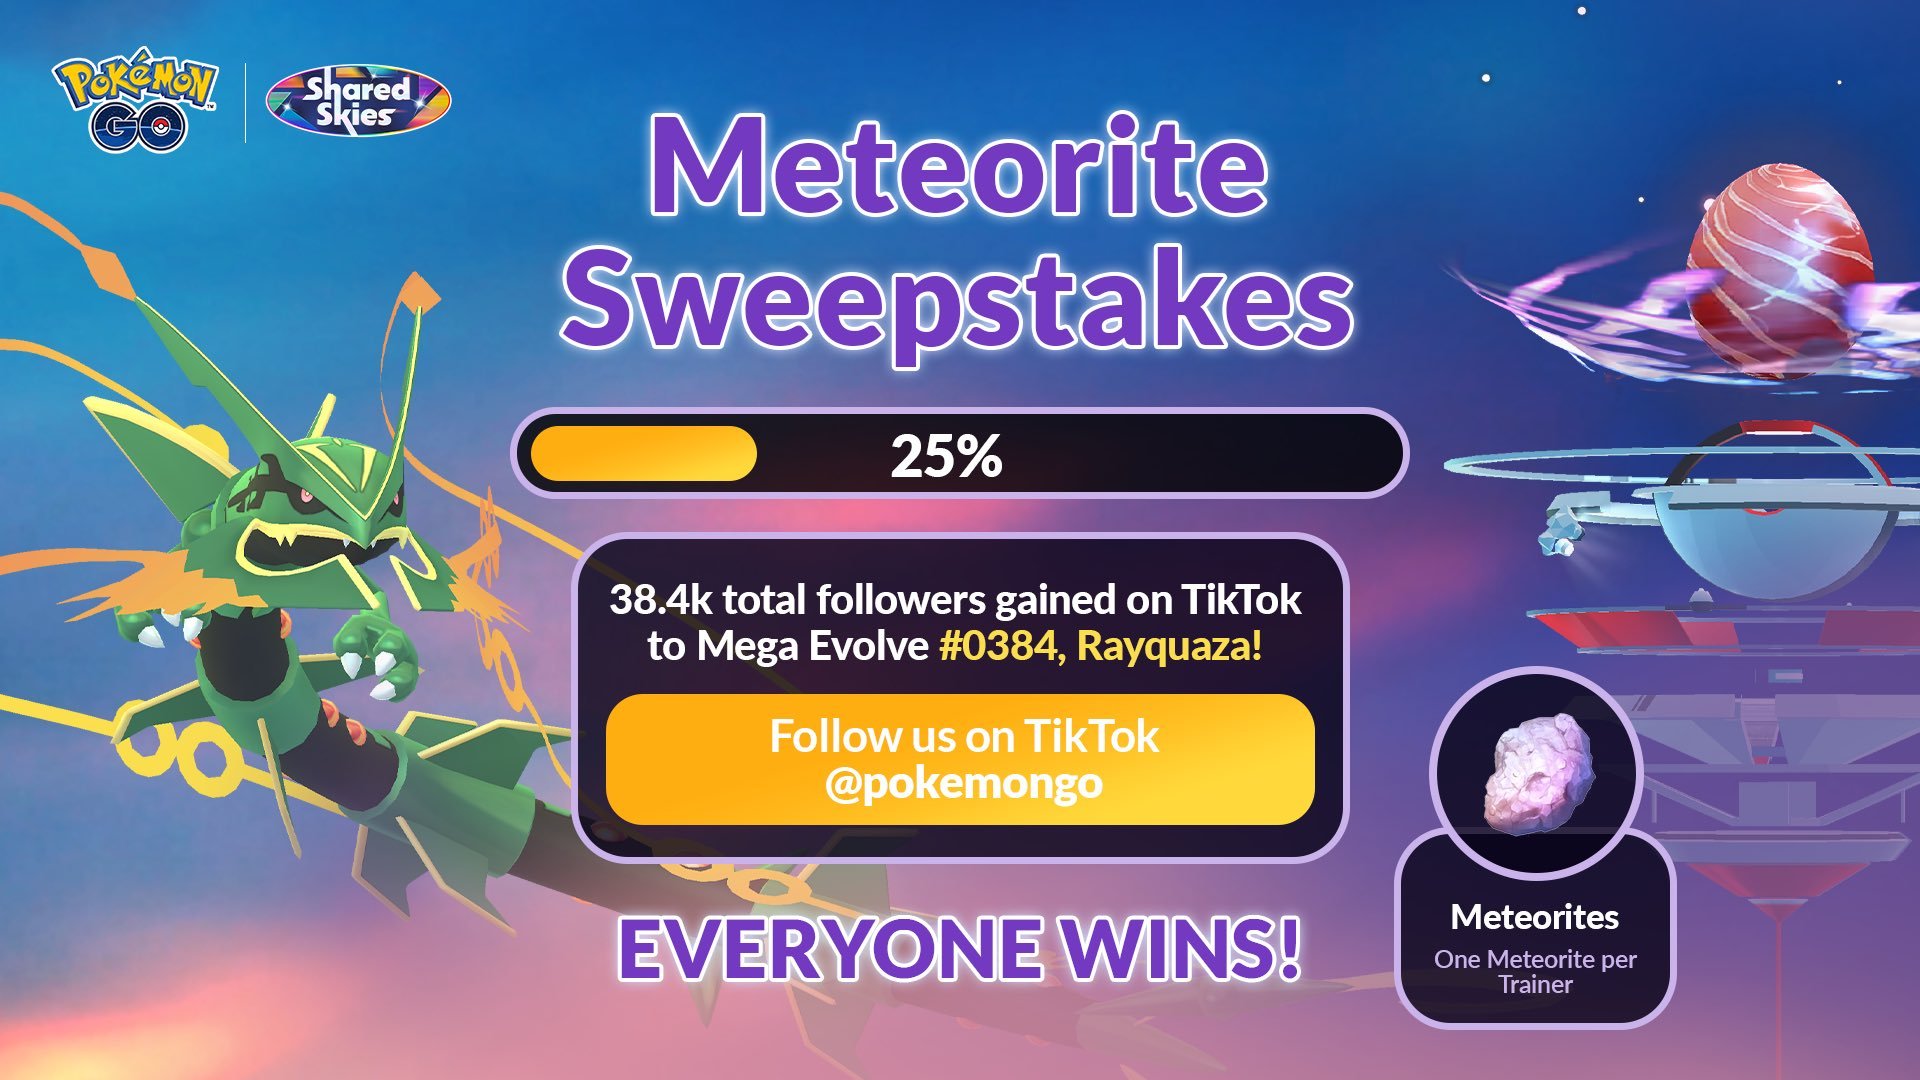 POKÉMON
GO
Shared
Skies
Meteorite
Sweepstakes
25%
38.4k total followers gained on TikTok
to Mega Evolve #0384, Rayquaza!
Follow us on TikTok
@pokemongo
EVERYONE WINS!
Meteorites
One Meteorite per
Trainer